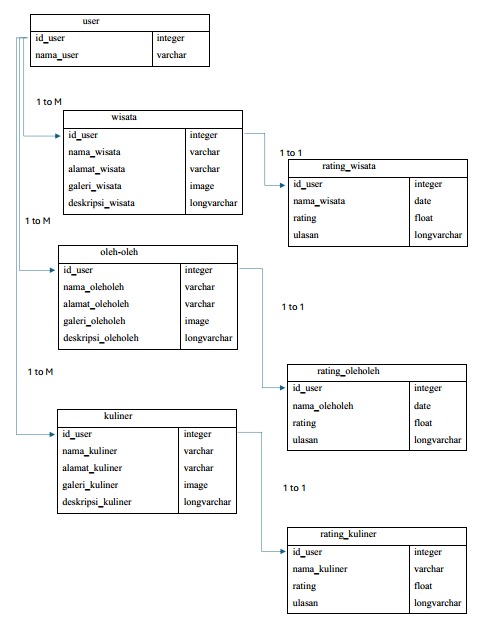 user
id_user integer
nama_user varchar
1 to M
wisata
id_user integer
nama_wisata varchar
alamat_wisata varchar
galeri_wisata image
deskripsi_wisata longvarchar
1 to 1
rating_wisata
id_user integer
nama_wisata date
rating float
ulasan longvarchar
1 to M
oleh-oleh
id_user integer
nama_oleholeh varchar
alamat_oleholeh varchar
galeri_oleholeh image
deskripsi_oleholeh longvarchar
1 to 1
rating_oleholeh
id_user integer
nama_oleholeh date
rating float
ulasan longvarchar
1 to M
kuliner
id_user integer
nama_kuliner varchar
alamat_kuliner varchar
galeri_kuliner image
deskripsi_kuliner longvarchar
1 to 1
rating_kuliner
id_user integer
nama_kuliner varchar
rating float
ulasan longvarchar